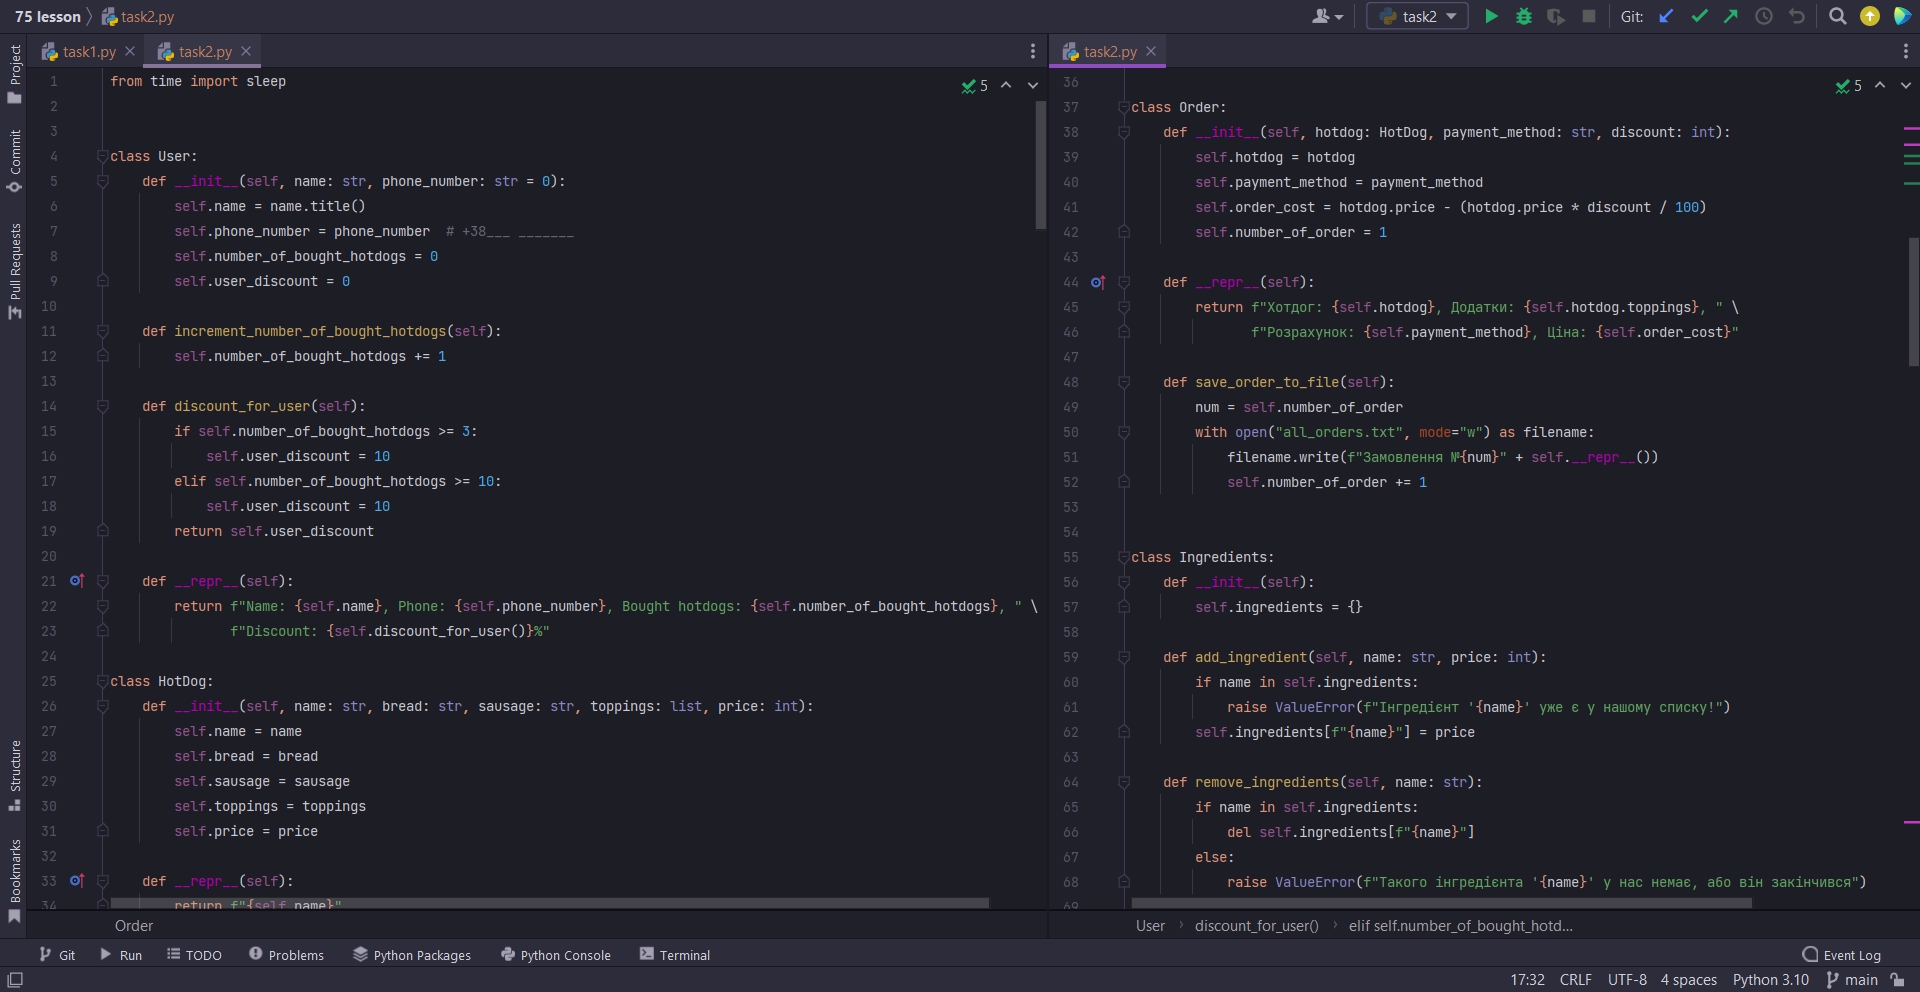 75 lesson task2.py
task2
Git:
task1.py task2.py
task2.py
Project
Commit
Pull Requests
Structure
Bookmarks
5
1 from time import sleep
2
3
4 class User:
5 def __init__(self, name: str, phone_number: str = 0):
6 self.name = name.title()
7 self.phone_number = phone_number # +38___ _______
8 self.number_of_bought_hotdogs = 0
9 self.user_discount = 0
10
11 def increment_number_of_bought_hotdogs(self):
12 self.number_of_bought_hotdogs += 1
13
14 def discount_for_user(self):
15 if self.number_of_bought_hotdogs >= 3:
16 self.user_discount = 10
17 elif self.number_of_bought_hotdogs >= 10:
18 self.user_discount = 10
19 return self.user_discount
20
21 def __repr__(self):
22 return f"Name: {self.name}, Phone: {self.phone_number}, Bought hotdogs: {self.number_of_bought_hotdogs}, " \
23 f"Discount: {self.discount_for_user()}%"
24
25 class HotDog:
26 def __init__(self, name: str, bread: str, sausage: str, toppings: list, price: int):
27 self.name = name
28 self.bread = bread
29 self.sausage = sausage
30 self.toppings = toppings
31 self.price = price
32
33 def __repr__(self):
34 return f"{self.name}"
Order
5
36
37 class Order:
38 def __init__(self, hotdog: HotDog, payment_method: str, discount: int):
39 self.hotdog = hotdog
40 self.payment_method = payment_method
41 self.order_cost = hotdog.price - (hotdog.price * discount / 100)
42 self.number_of_order = 1
43
44 def __repr__(self):
45 return f"Хотдог: {self.hotdog}, Додатки: {self.hotdog.toppings}, " \
46 f"Розрахунок: {self.payment_method}, Ціна: {self.order_cost}"
47
48 def save_order_to_file(self):
49 num = self.number_of_order
50 with open("all_orders.txt", mode="w") as filename:
51 filename.write(f"Замовлення №{num}" + self.__repr__())
52 self.number_of_order += 1
53
54
55 class Ingredients:
56 def __init__(self):
57 self.ingredients = {}
58
59 def add_ingredient(self, name: str, price: int):
60 if name in self.ingredients:
61 raise ValueError(f"Інгредієнт '{name}' уже є у нашому списку!")
62 self.ingredients[f"{name}"] = price
63
64 def remove_ingredients(self, name: str):
65 if name in self.ingredients:
66 del self.ingredients[f"{name}"]
67 else:
68 raise ValueError(f"Такого інгредієнта '{name}' у нас немає, або він закінчився")
69
User discount_for_user() elif self.number_of_bought_hotd...
Git Run TODO Problems Python Packages Python Console Terminal Event Log
17:32 CRLF UTF-8 4 spaces Python 3.10 main